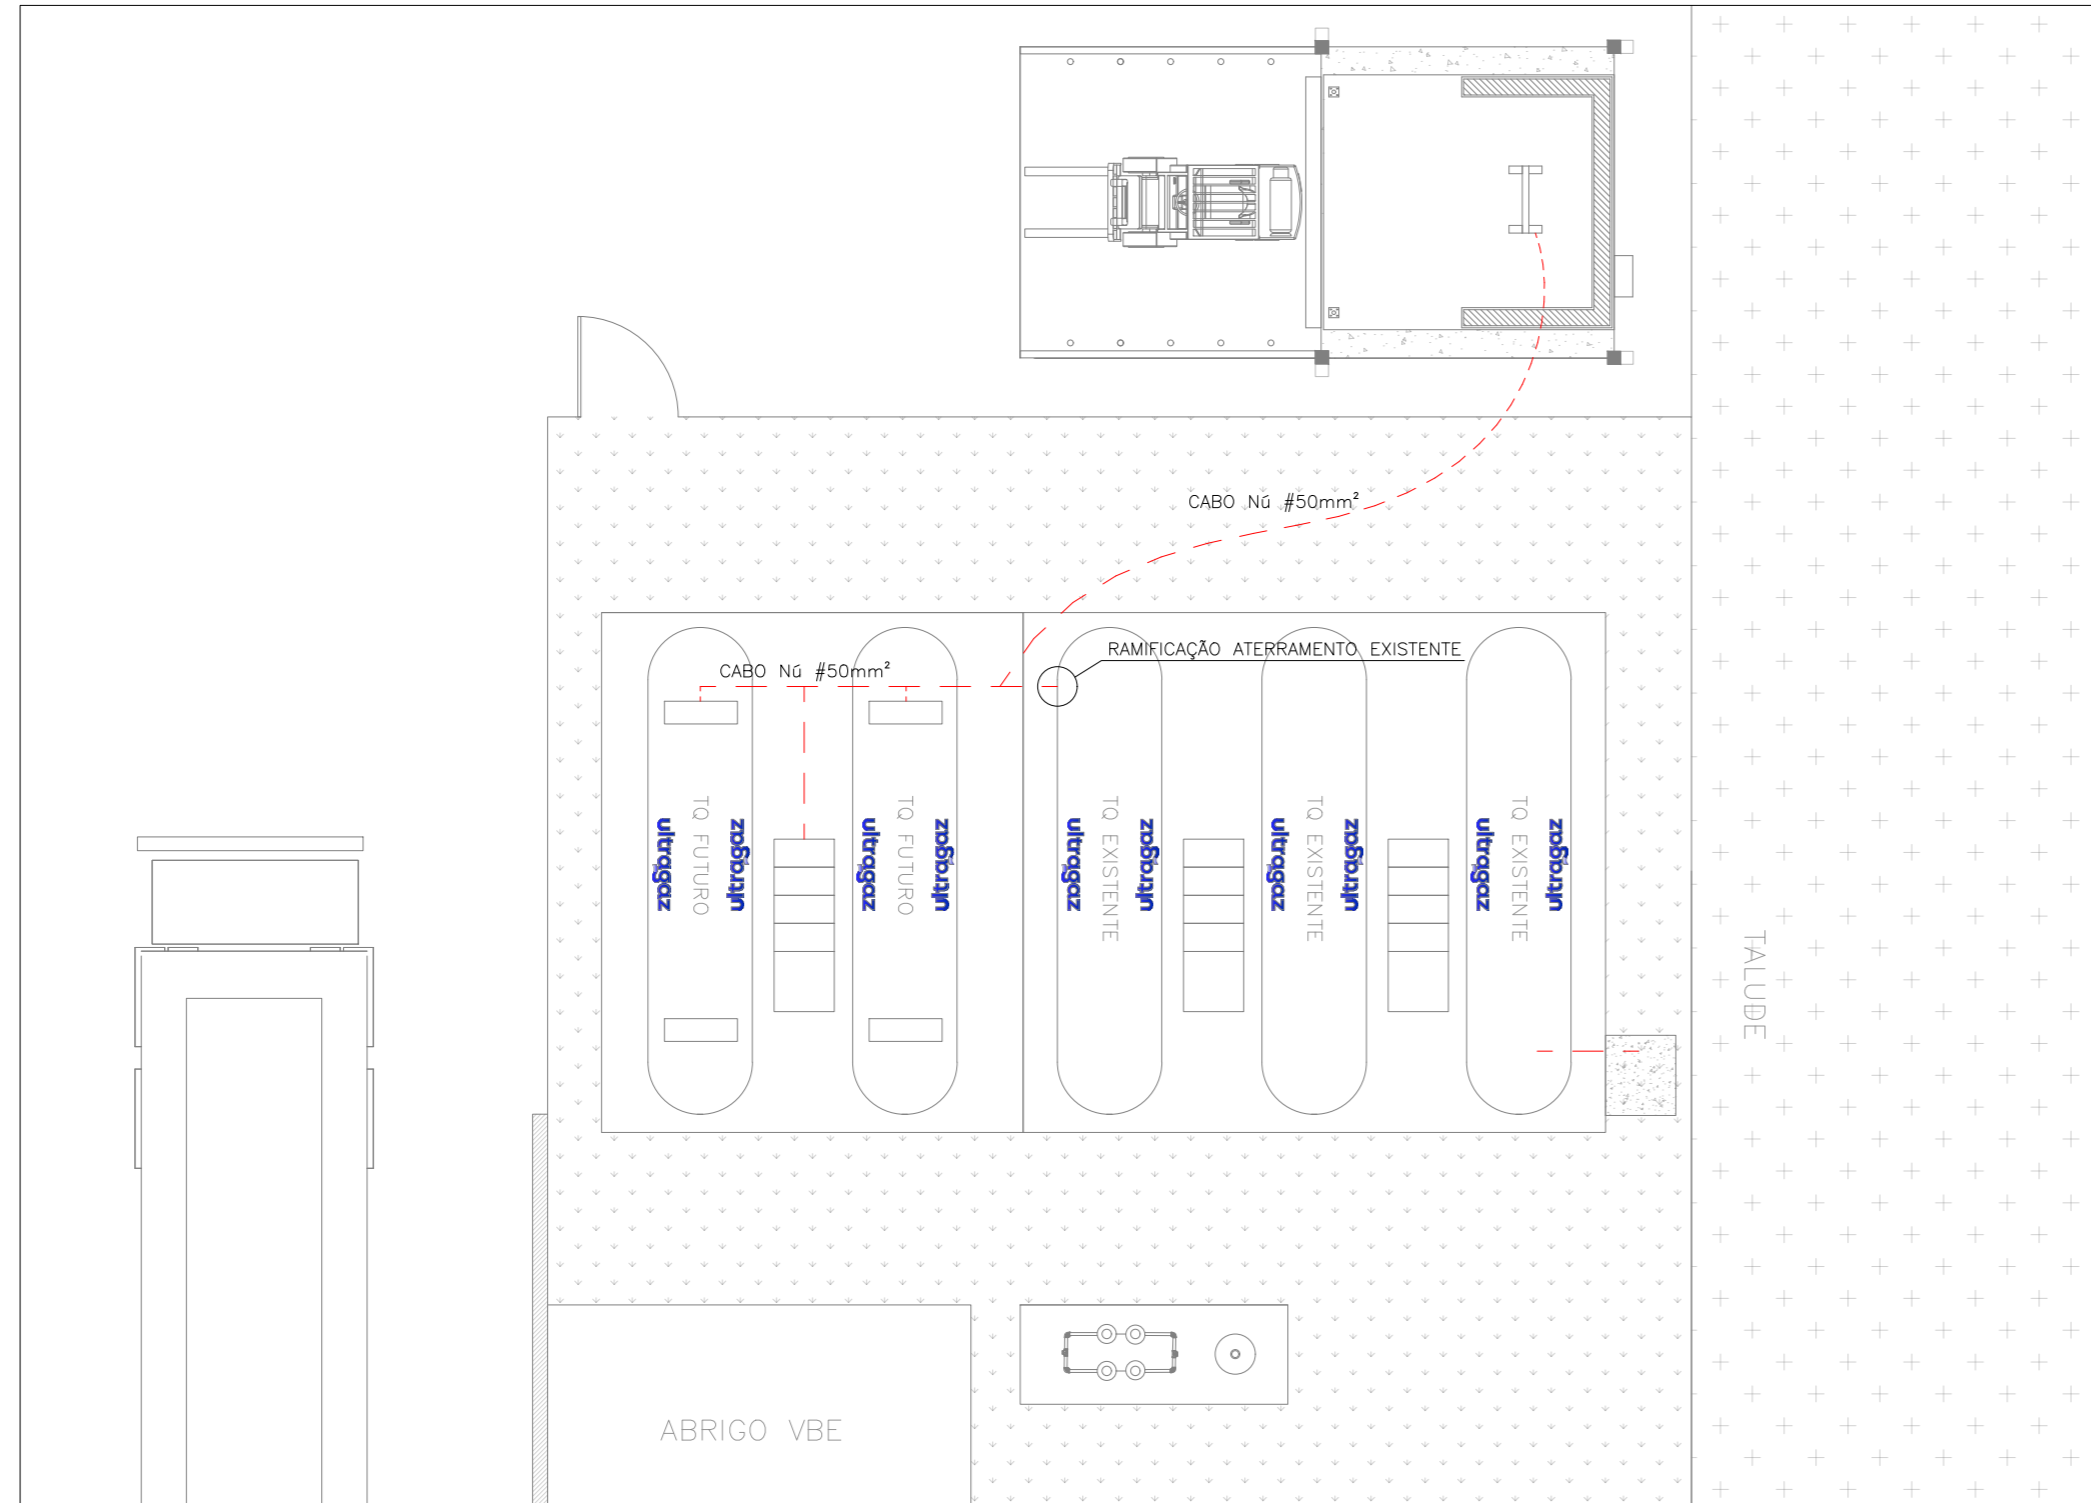 CABO Nú #50mm²
RAMIFICAÇÃO ATERRAMENTO EXISTENTE
CABO Nú #50mm²
ultragaz
TQ FUTURO
ultragaz
ultragaz
TQ FUTURO
ultragaz
ultragaz
TQ EXISTENTE
ultragaz
ultragaz
TQ EXISTENTE
ultragaz
ultragaz
TQ EXISTENTE
ultragaz
TALUDE
ABRIGO VBE